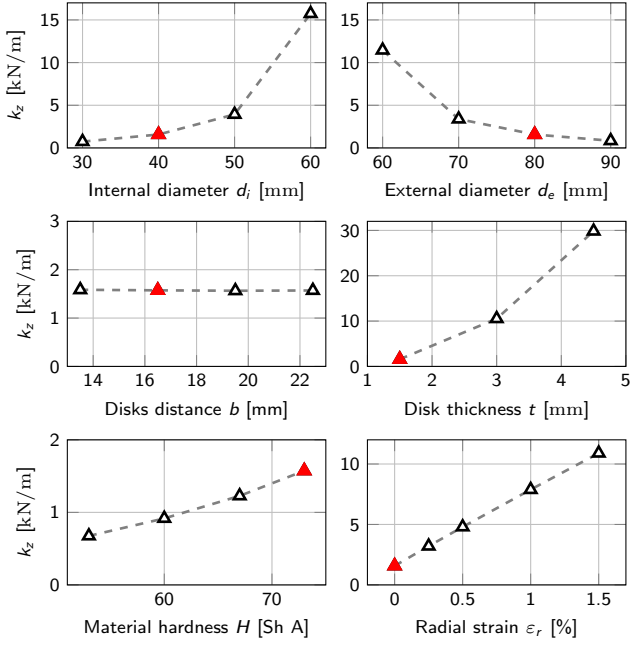 15
10
5
0
k_z [kN/m]
30 40 50 60
Internal diameter d_i [mm]
15
10
5
0
60 70 80 90
External diameter d_e [mm]
3
2
1
0
k_z [kN/m]
14 16 18 20 22
Disks distance b [mm]
30
20
10
0
1 2 3 4 5
Disk thickness t [mm]
2
1
0
k_z [kN/m]
60 70
Material hardness H [Sh A]
10
5
0
0 0.5 1.0 1.5
Radial strain ε_r [%]